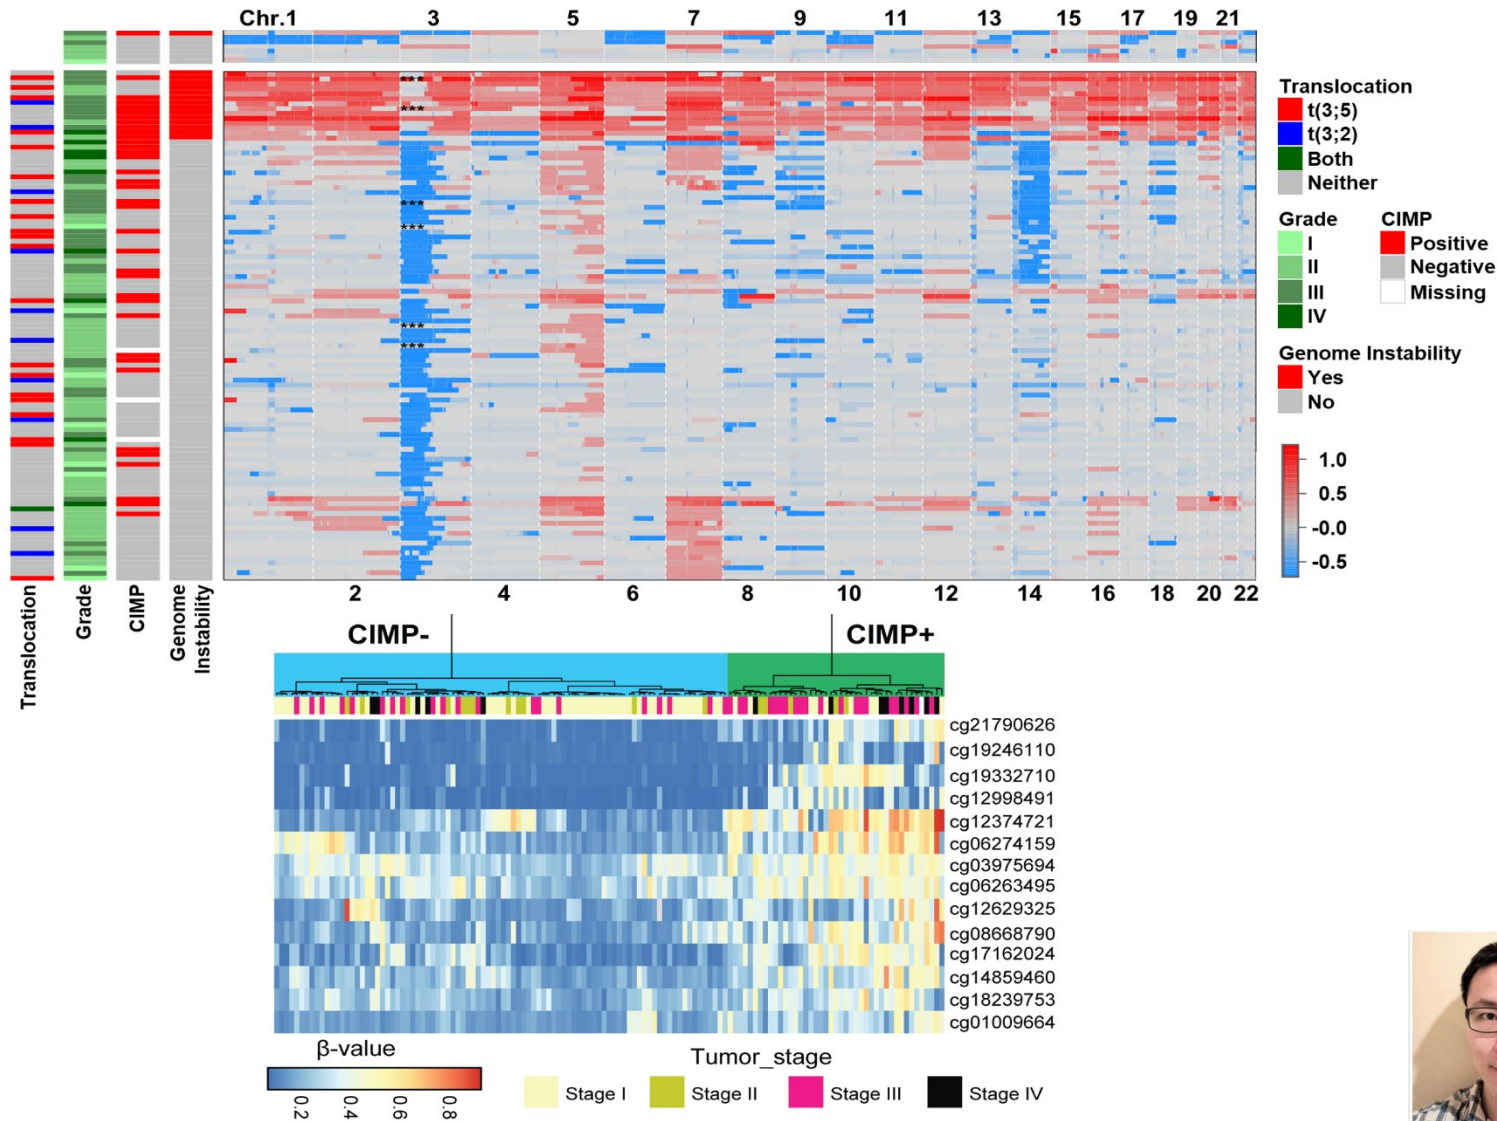 Chr.1 3 5 7 9 11 13 15 17 19 21
***
***
***
***
***
***
2 4 6 8 10 12 14 16 18 20 22
Translocation
Grade
CIMP
Genome
Instability
Translocation
t(3;5)
t(3;2)
Both
Neither
Grade
I
II
III
IV
CIMP
Positive
Negative
Missing
Genome Instability
Yes
No
1.0
0.5
-0.0
-0.5
CIMP- CIMP+
cg21790626
cg19246110
cg19332710
cg12998491
cg12374721
cg06274159
cg03975694
cg06263495
cg12629325
cg08668790
cg17162024
cg14859460
cg18239753
cg01009664
β-value
0.2 0.4 0.6 0.8
Tumor_stage
Stage I Stage II Stage III Stage IV